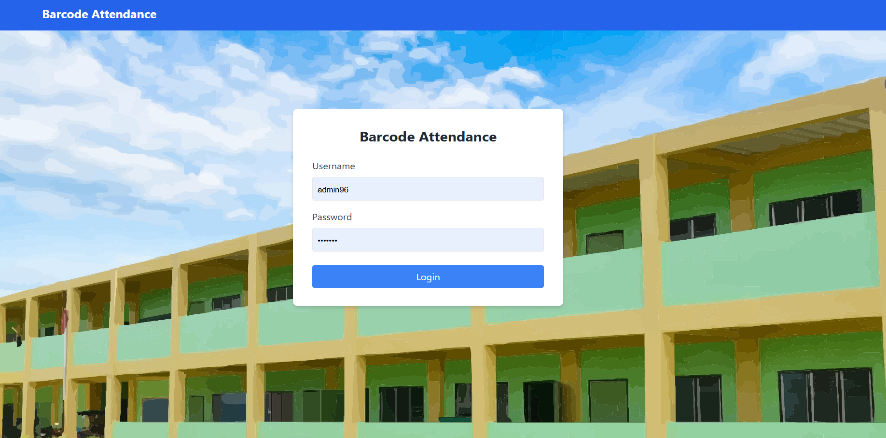 Barcode Attendance
Barcode Attendance
Username
admin96
Password
•••••••
Login